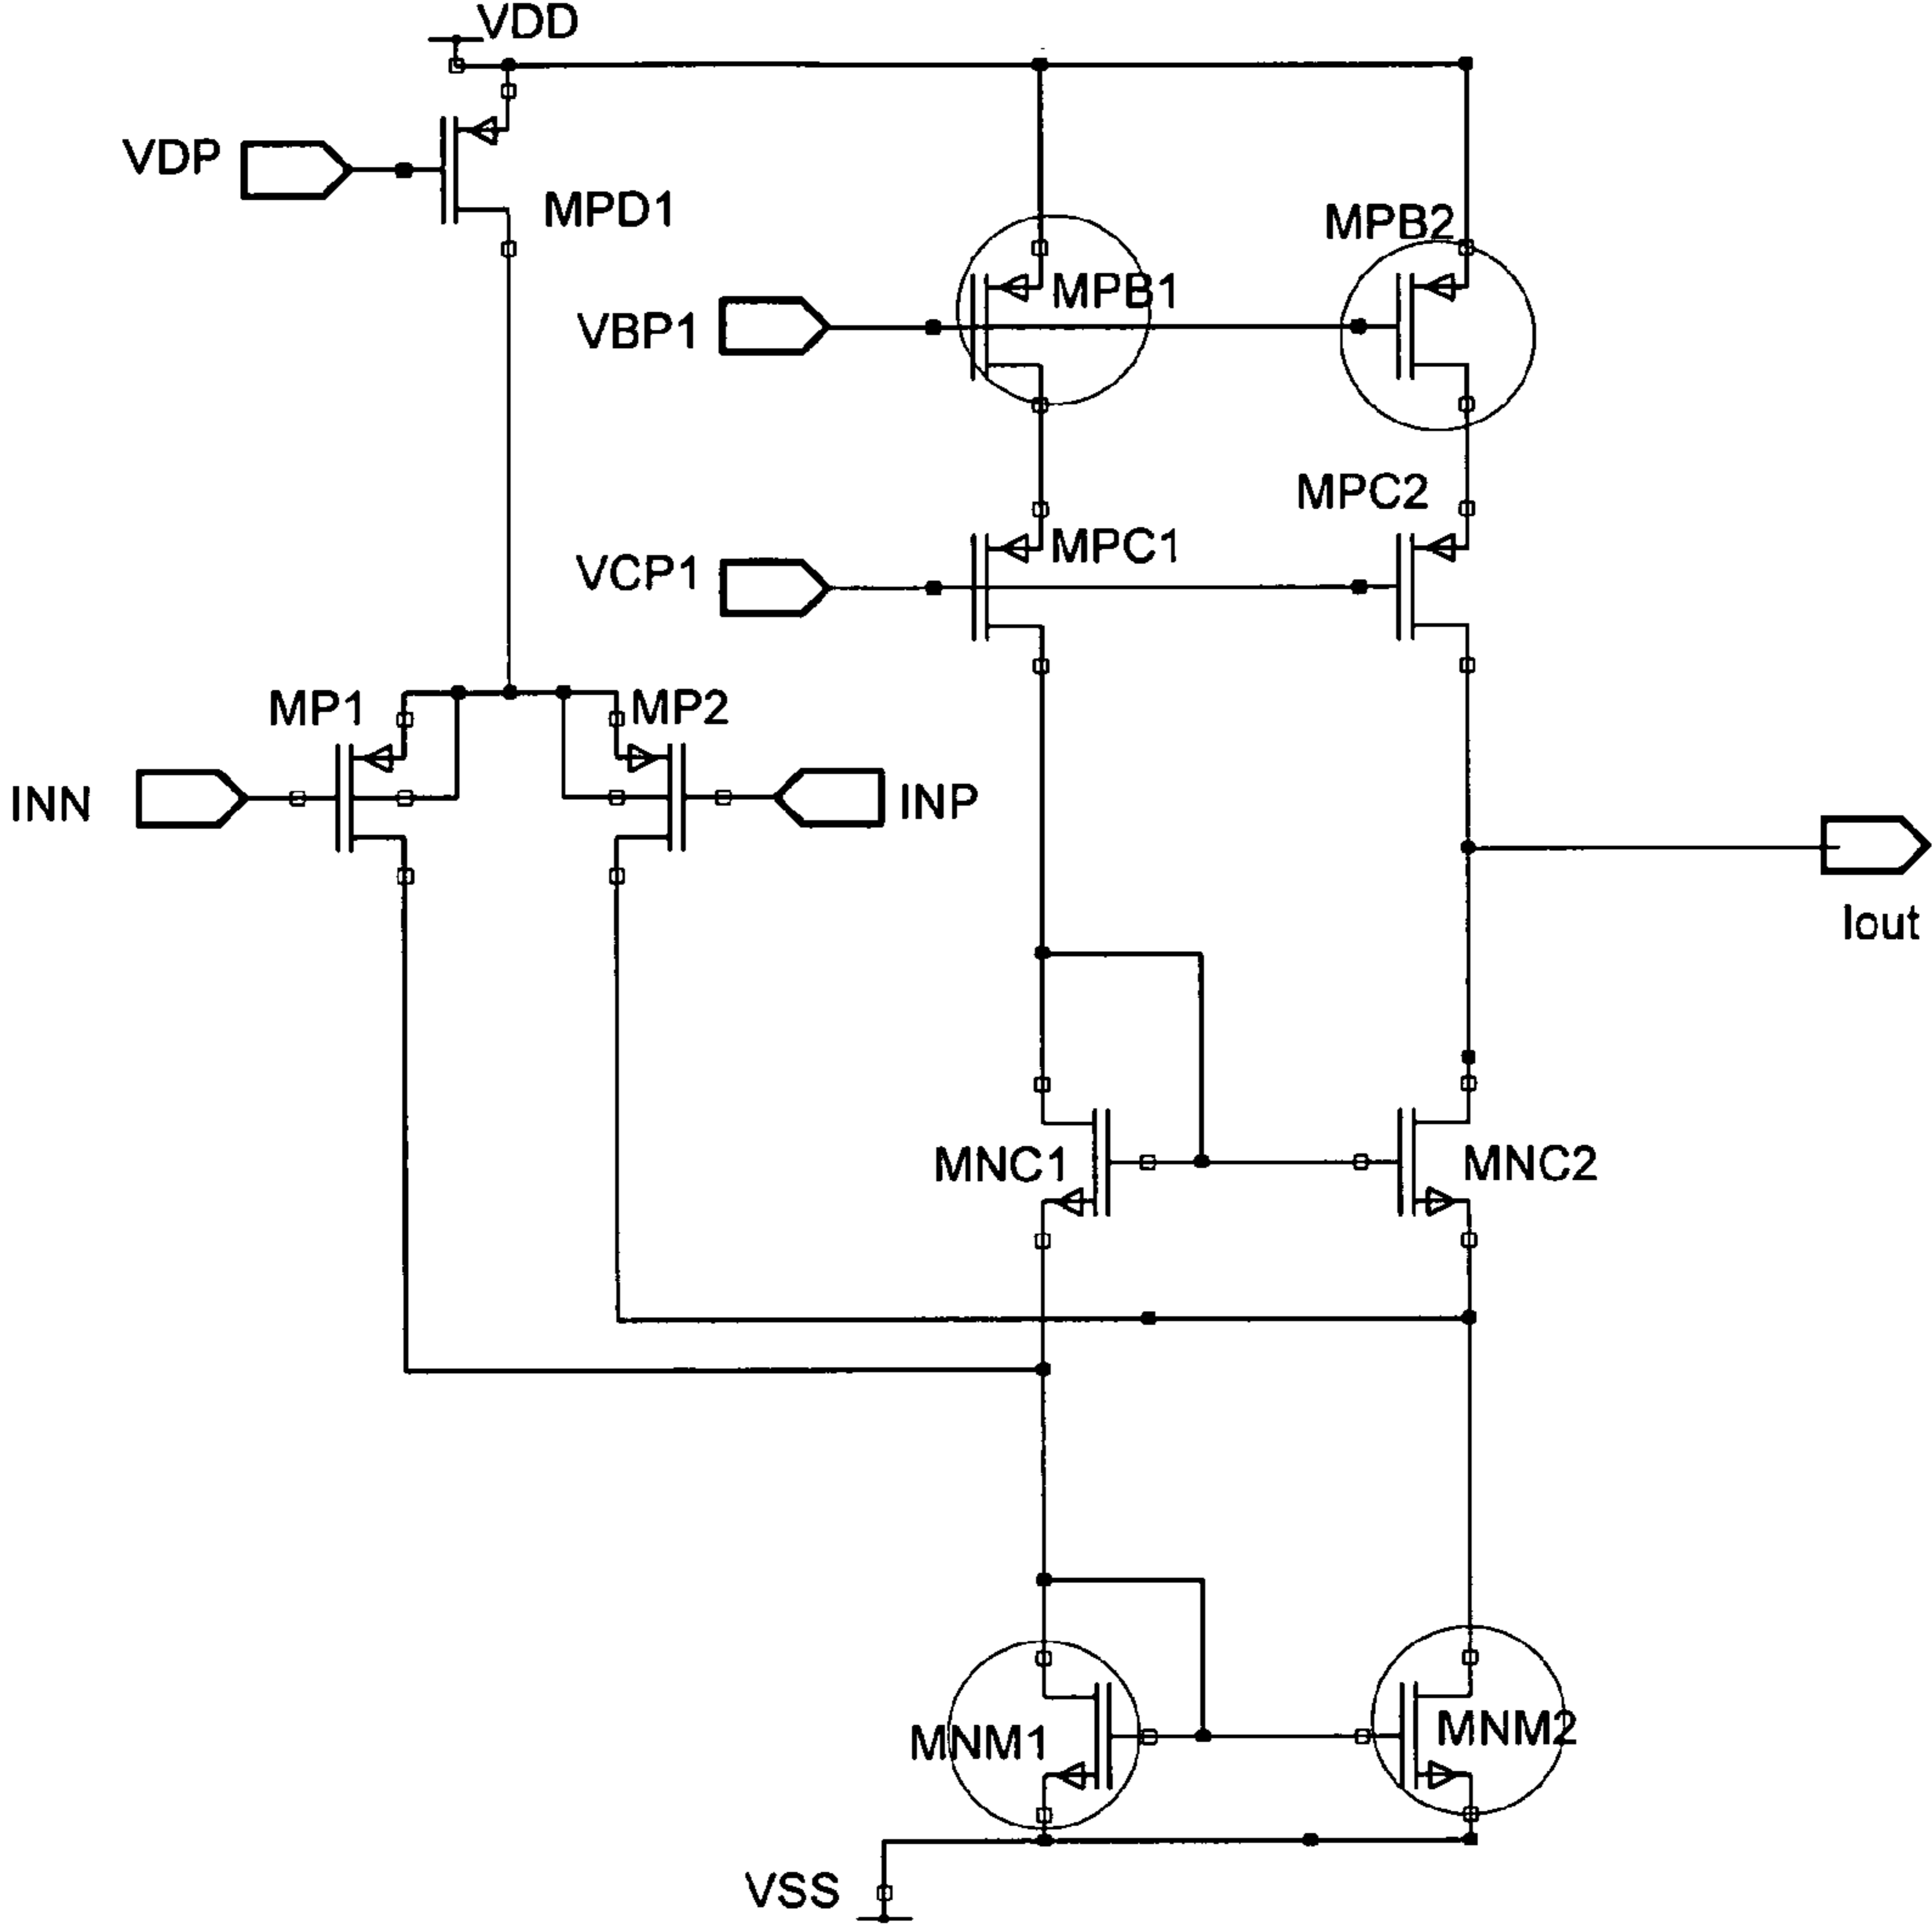 VDD
VDP
MPD1
MPB2
MPB1
VBP1
MPC2
MPC1
VCP1
MP1
MP2
INN
INP
Iout
MNC1
MNC2
MNM1
MNM2
VSS